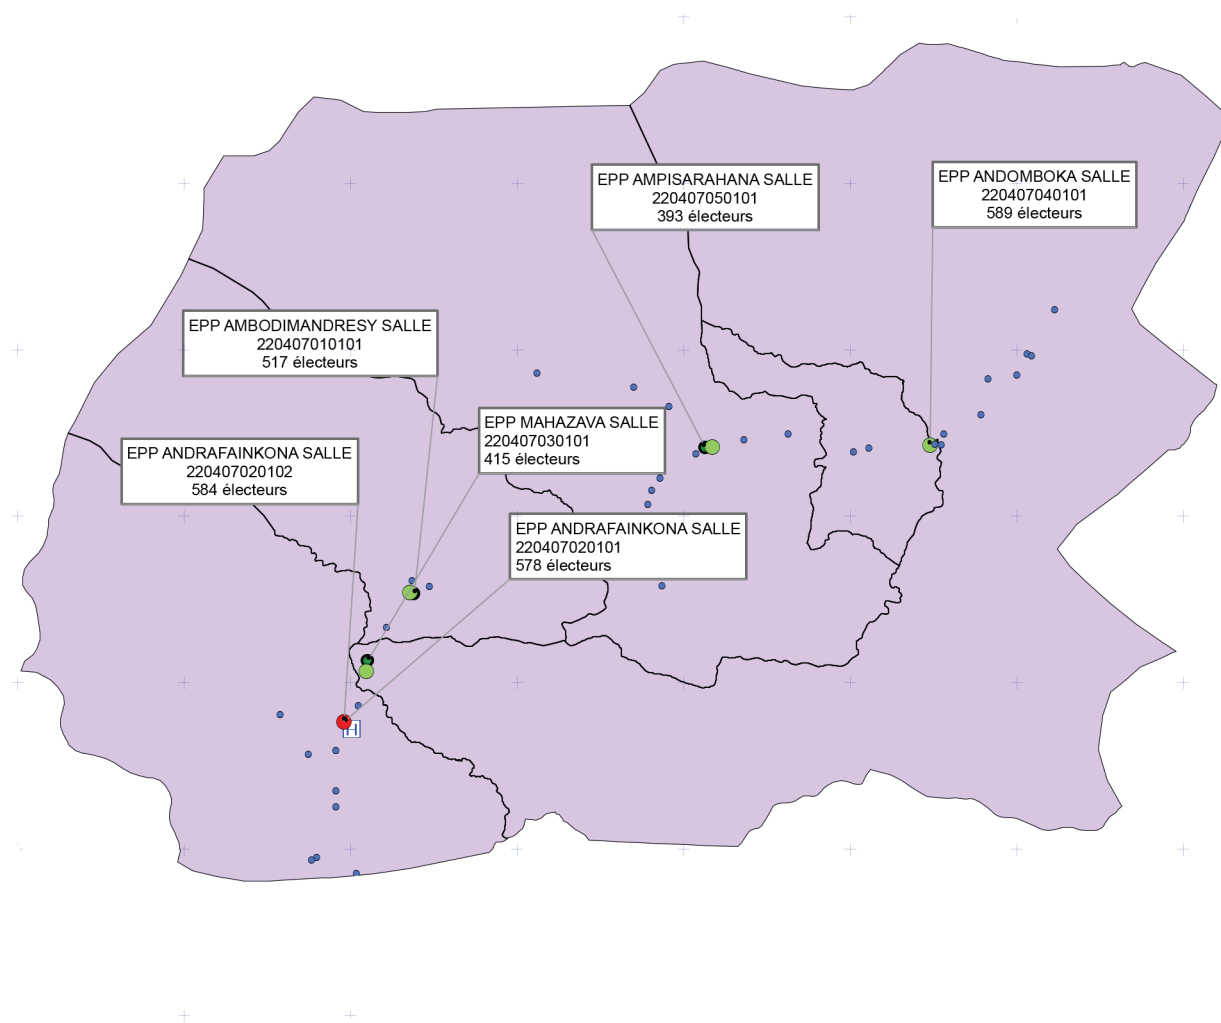 EPP AMPISARAHANA SALLE
220407050101
393 électeurs
EPP ANDOMBOKA SALLE
220407040101
589 électeurs
EPP AMBODIMANDRESY SALLE
220407010101
517 électeurs
EPP MAHAZAVA SALLE
220407030101
415 électeurs
EPP ANDRAFAINKONA SALLE
220407020102
584 électeurs
EPP ANDRAFAINKONA SALLE
220407020101
578 électeurs
H